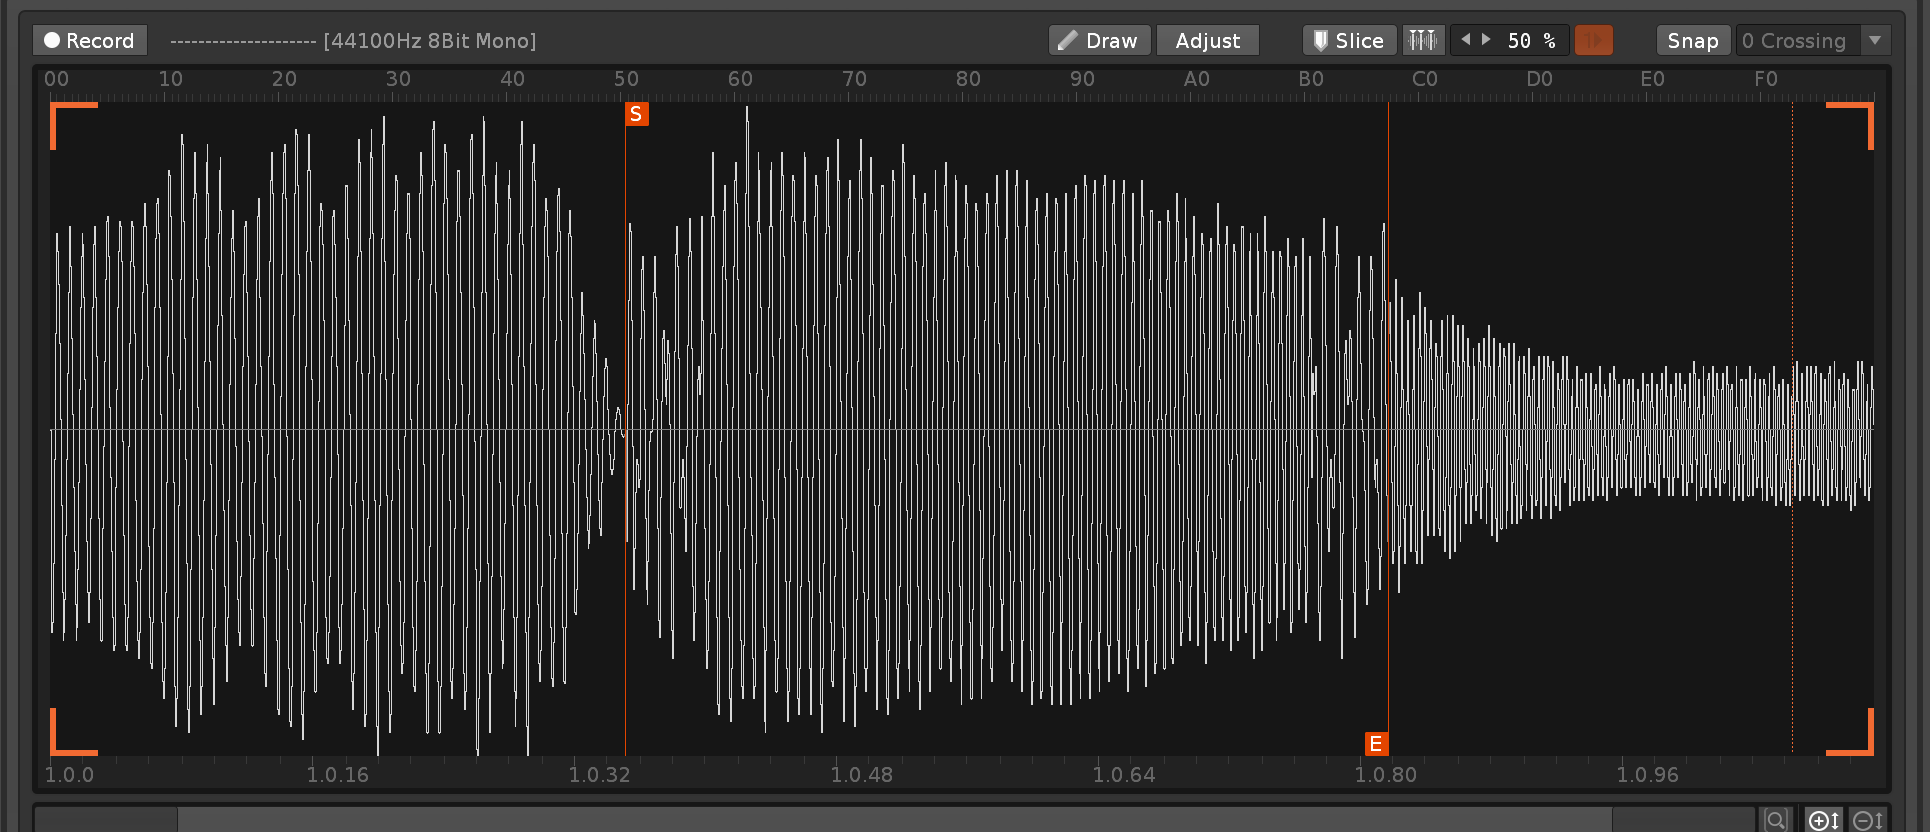 Record --------------------- [44100Hz 8Bit Mono] Draw Adjust Slice 50 % Snap 0 Crossing
00 10 20 30 40 50 60 70 80 90 A0 B0 C0 D0 E0 F0
S
E
1.0.0 1.0.16 1.0.32 1.0.48 1.0.64 1.0.80 1.0.96